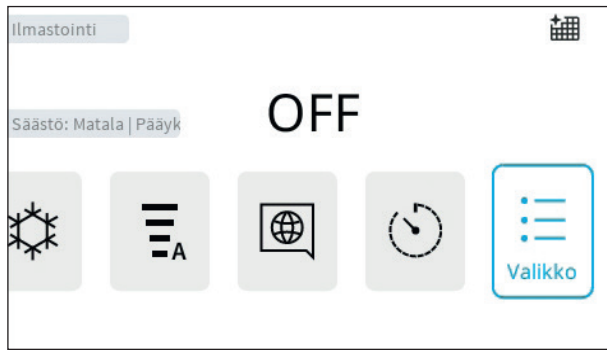 Ilmastointi
Säästö: Matala | Pääyk
OFF
A
Valikko